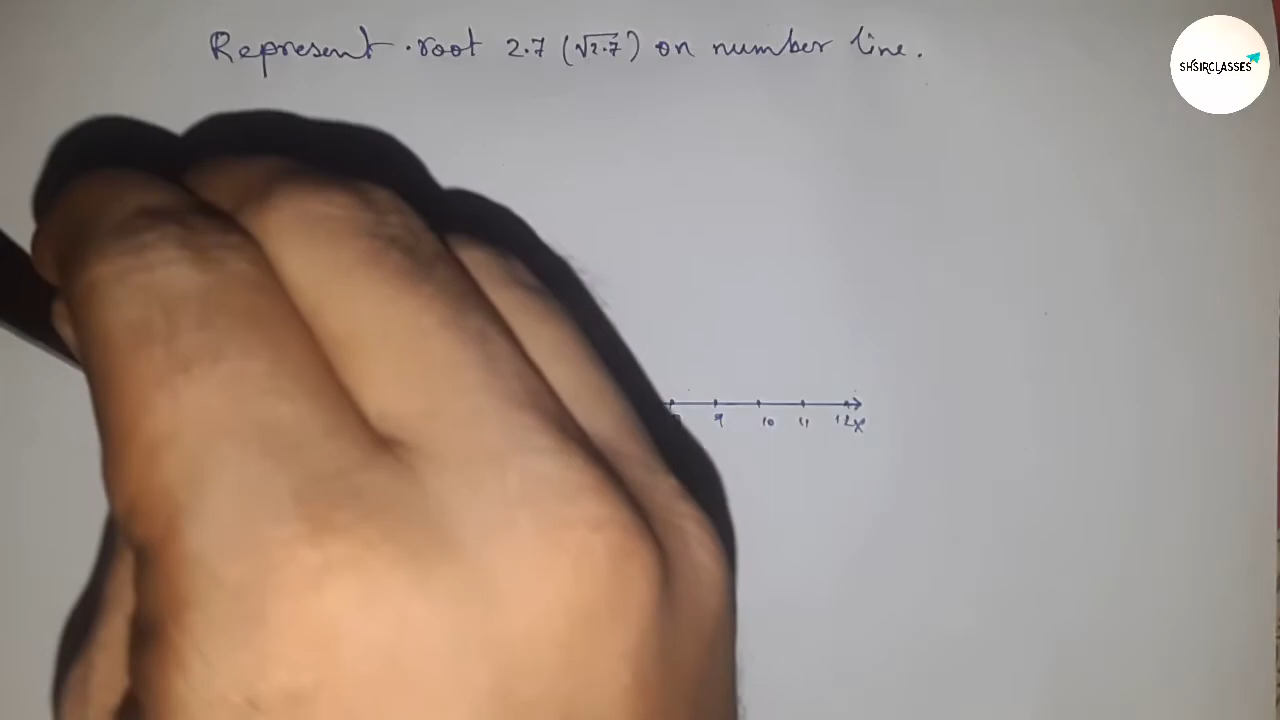 Represent root 2.7 (√2.7) on number line.
SHSIRCLASSES
9 10 11 12 X